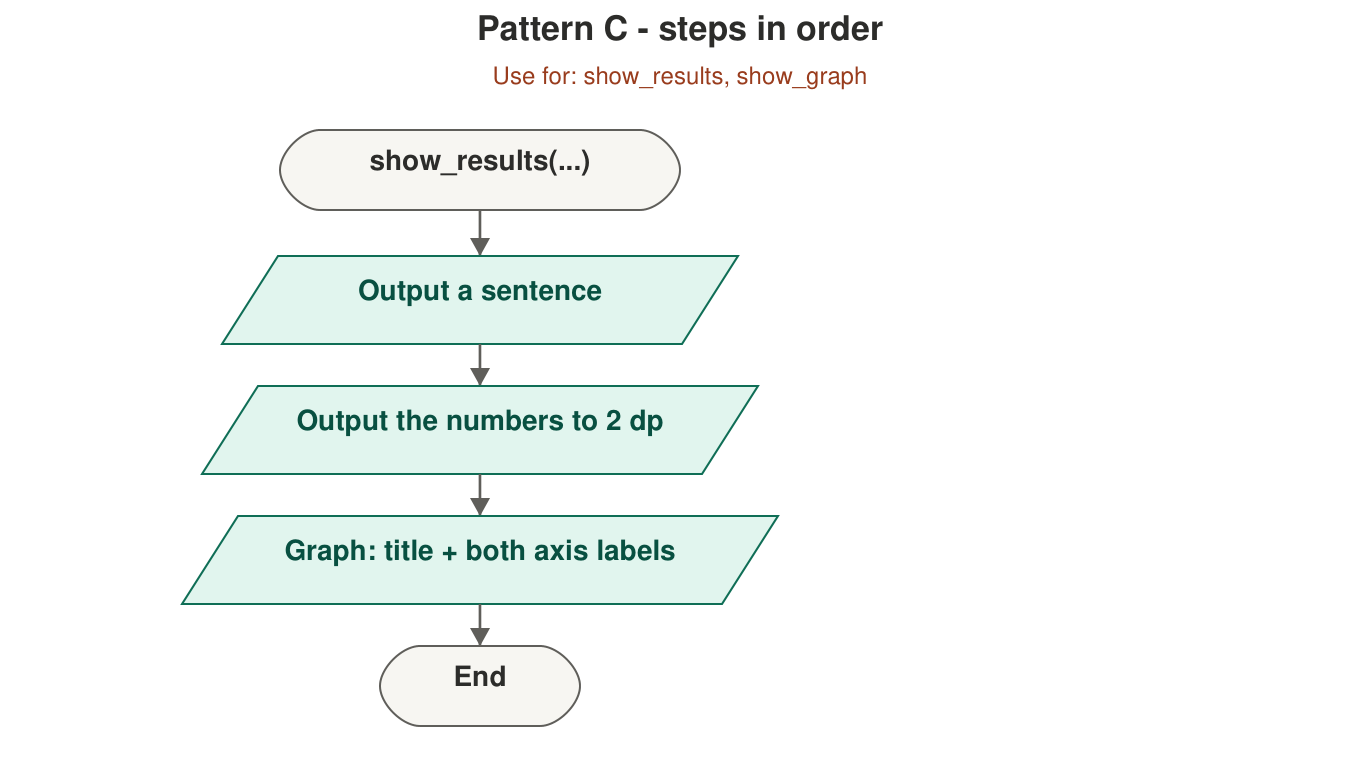 Pattern C - steps in order
Use for: show_results, show_graph
show_results(...)
Output a sentence
Output the numbers to 2 dp
Graph: title + both axis labels
End